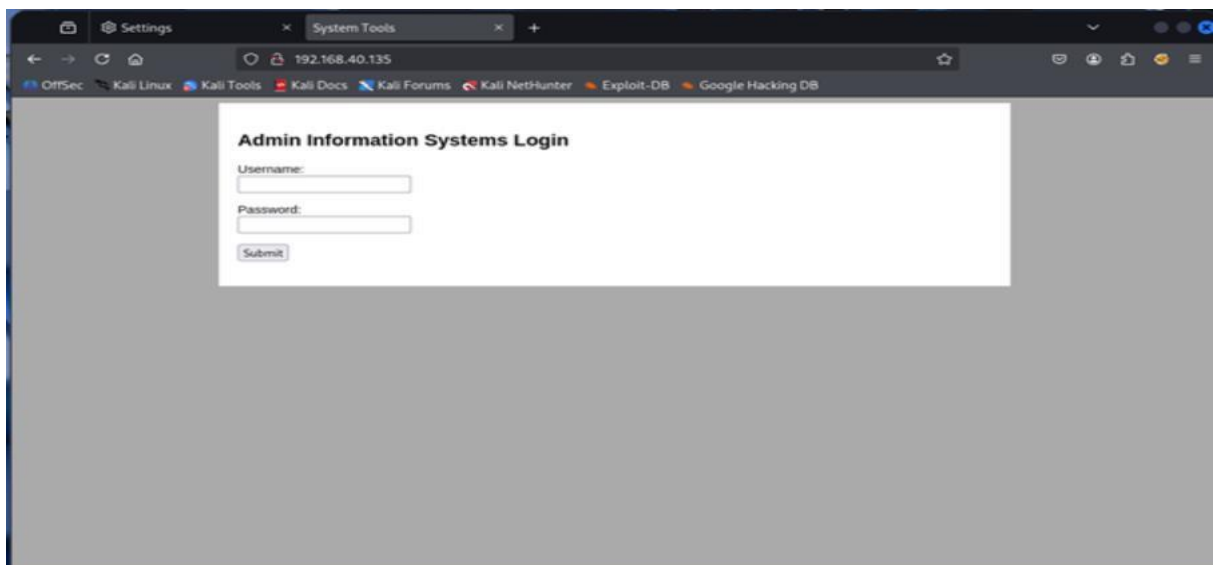 Settings
System Tools
192.168.40.135
OffSec Kali Linux Kali Tools Kali Docs Kali Forums Kali NetHunter Exploit-DB Google Hacking DB
Admin Information Systems Login
Username:
Password:
Submit